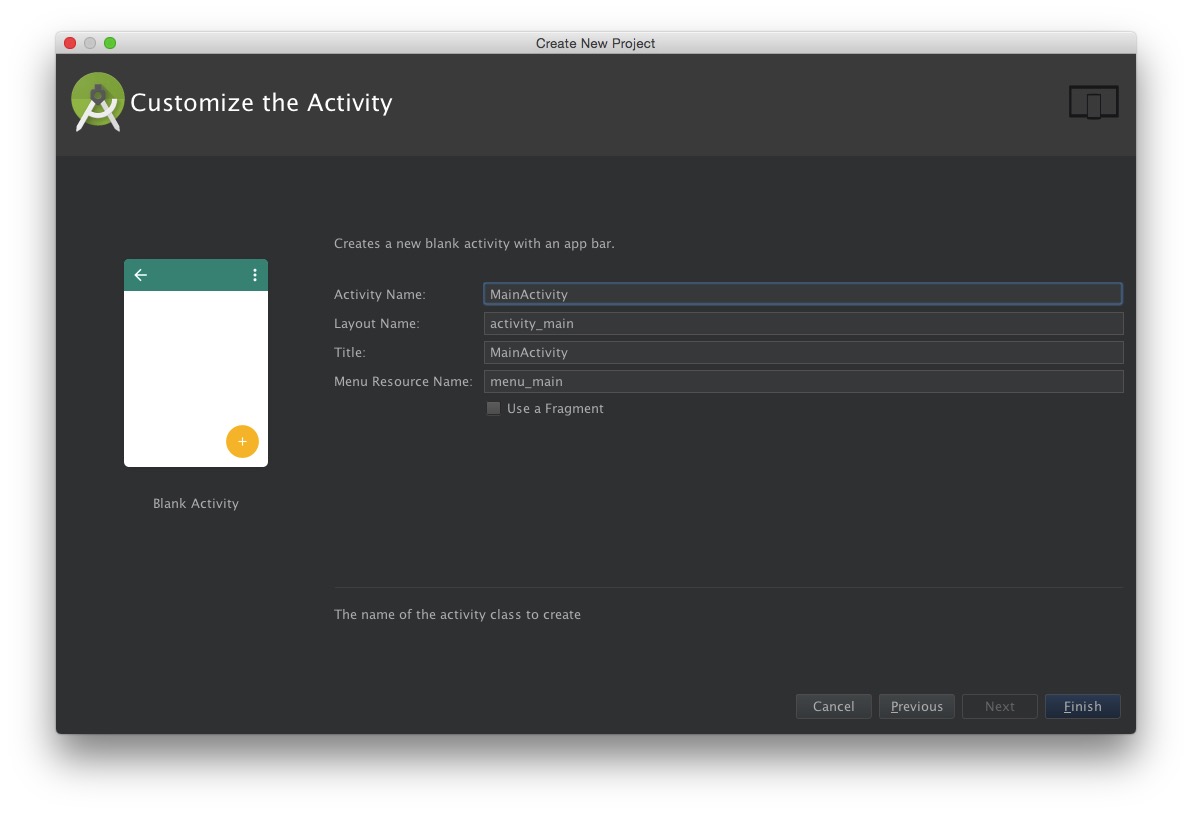 Create New Project
Customize the Activity
Creates a new blank activity with an app bar.
Activity Name: MainActivity
Layout Name: activity_main
Title: MainActivity
Menu Resource Name: menu_main
Use a Fragment
+
Blank Activity
The name of the activity class to create
Cancel Previous Next Finish